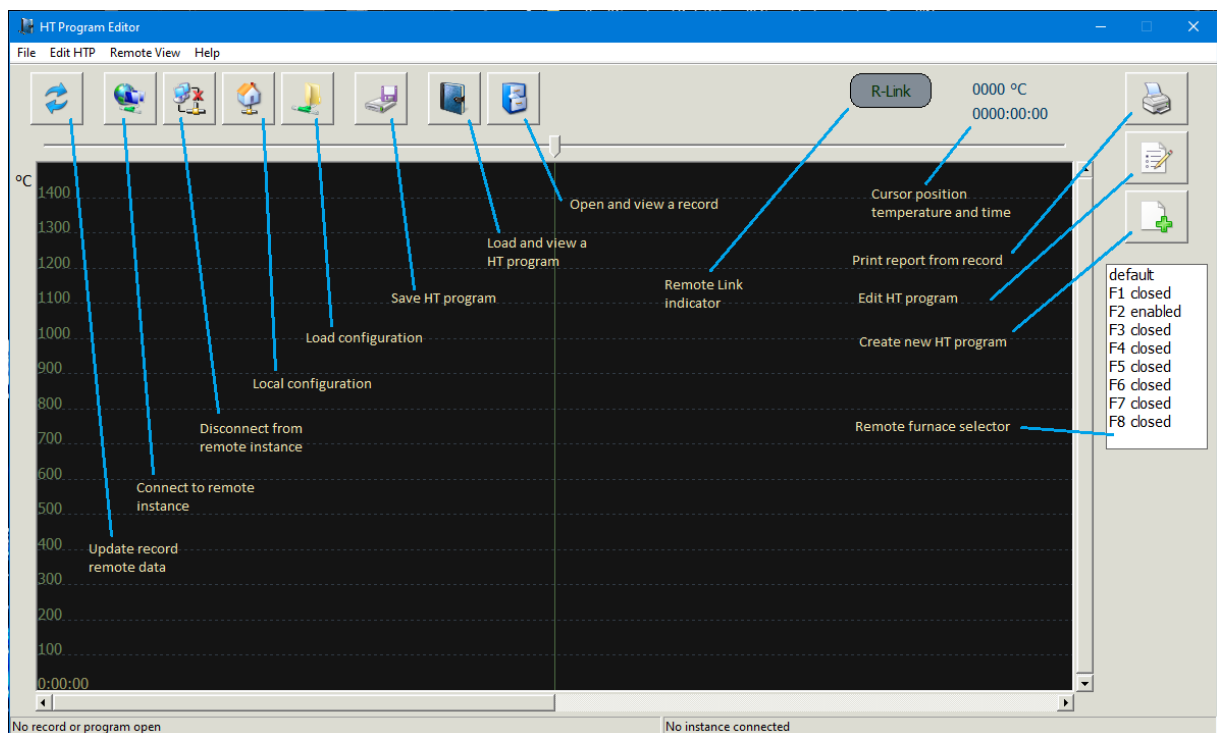 HT Program Editor
File Edit HTP Remote View Help
R-Link
0000 °C
0000:00:00
°C
1400
1300
1200
1100
1000
900
800
700
600
500
400
300
200
100
0:00:00
Open and view a record
Cursor position
temperature and time
Load and view a
HT program
Print report from record
Remote Link
indicator
Save HT program
Edit HT program
Load configuration
Create new HT program
Local configuration
Disconnect from
remote instance
Remote furnace selector
Connect to remote
instance
Update record
remote data
default
F1 closed
F2 enabled
F3 closed
F4 closed
F5 closed
F6 closed
F7 closed
F8 closed
No record or program open
No instance connected